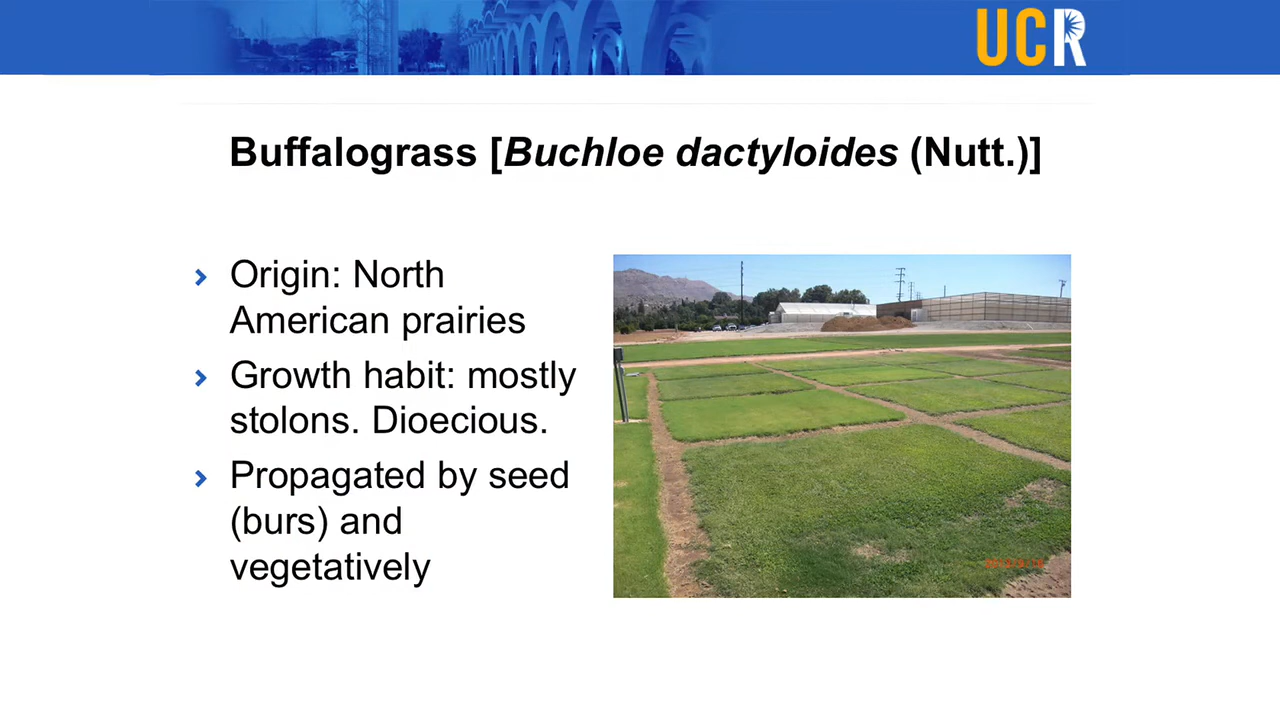 UCR
Buffalograss [Buchloe dactyloides (Nutt.)]
Origin: North
American prairies
Growth habit: mostly
stolons. Dioecious.
Propagated by seed
(burs) and
vegetatively